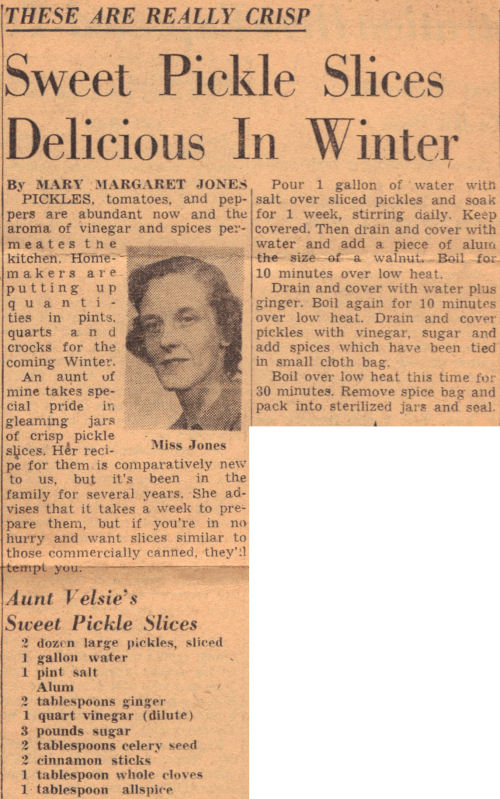 THESE ARE REALLY CRISP
Sweet Pickle Slices
Delicious In Winter
By MARY MARGARET JONES
PICKLES, tomatoes, and pep-
pers are abundant now and the
aroma of vinegar and spices per-
meates the
kitchen. Home-
makers are
putting up
quanti-
ties in pints,
quarts and
crocks for the
coming Winter.
An aunt of
mine takes spe-
cial pride in
gleaming jars
of crisp pickle
slices. Her reci-
pe for them is comparatively new
to us, but it's been in the
family for several years. She ad-
vises that it takes a week to pre-
pare them, but if you're in no
hurry and want slices similar to
those commercially canned, they'll
tempt you.
Miss Jones
Aunt Velsie's
Sweet Pickle Slices
2 dozen large pickles, sliced
1 gallon water
1 pint salt
Alum
2 tablespoons ginger
1 quart vinegar (dilute)
3 pounds sugar
2 tablespoons celery seed
2 cinnamon sticks
1 tablespoon whole cloves
1 tablespoon allspice
Pour 1 gallon of water with
salt over sliced pickles and soak
for 1 week, stirring daily. Keep
covered. Then drain and cover with
water and add a piece of alum
the size of a walnut. Boil for
10 minutes over low heat.
Drain and cover with water plus
ginger. Boil again for 10 minutes
over low heat. Drain and cover
pickles with vinegar, sugar and
add spices which have been tied
in small cloth bag.
Boil over low heat this time for
30 minutes. Remove spice bag and
pack into sterilized jars and seal.